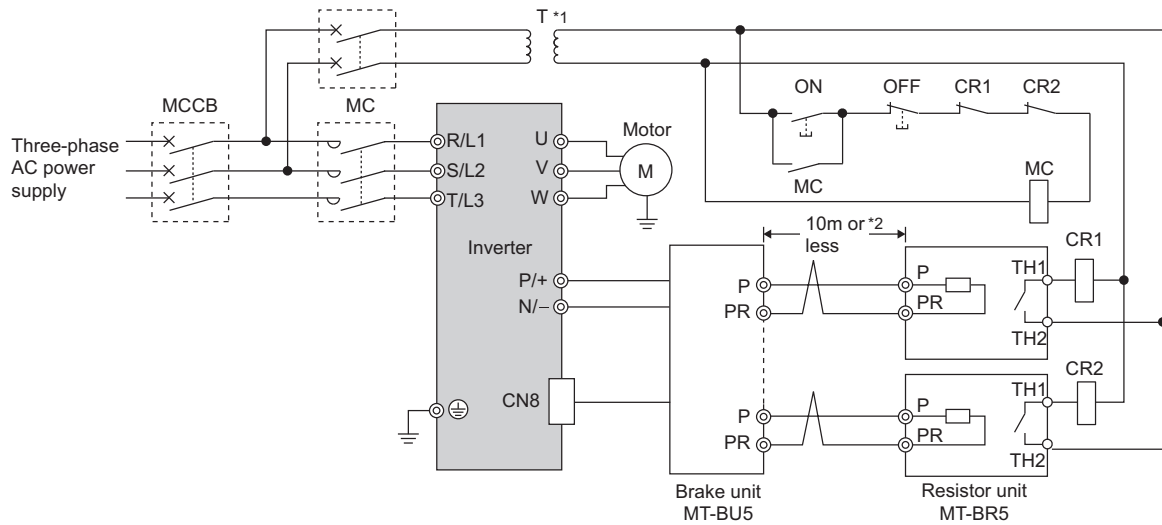 T *1
MCCB
MC
Three-phase
AC power
supply
R/L1
S/L2
T/L3
U
V
W
Motor
M
Inverter
P/+
N/−
CN8
ON
OFF
CR1
CR2
MC
MC
10m or *2
less
P
PR
P
PR
TH1
TH2
CR1
P
PR
P
PR
TH1
TH2
CR2
Brake unit
MT-BU5
Resistor unit
MT-BR5